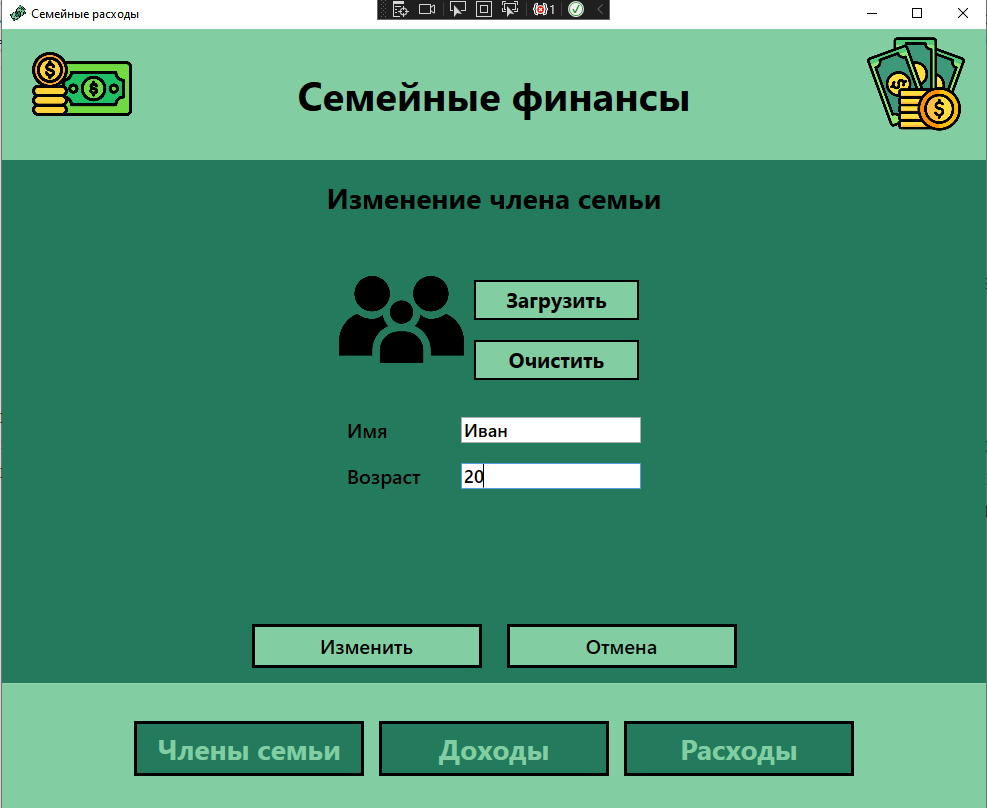 Семейные расходы
1
Семейные финансы
Изменение члена семьи
Загрузить
Очистить
Имя
Иван
Возраст
20
Изменить
Отмена
Члены семьи
Доходы
Расходы